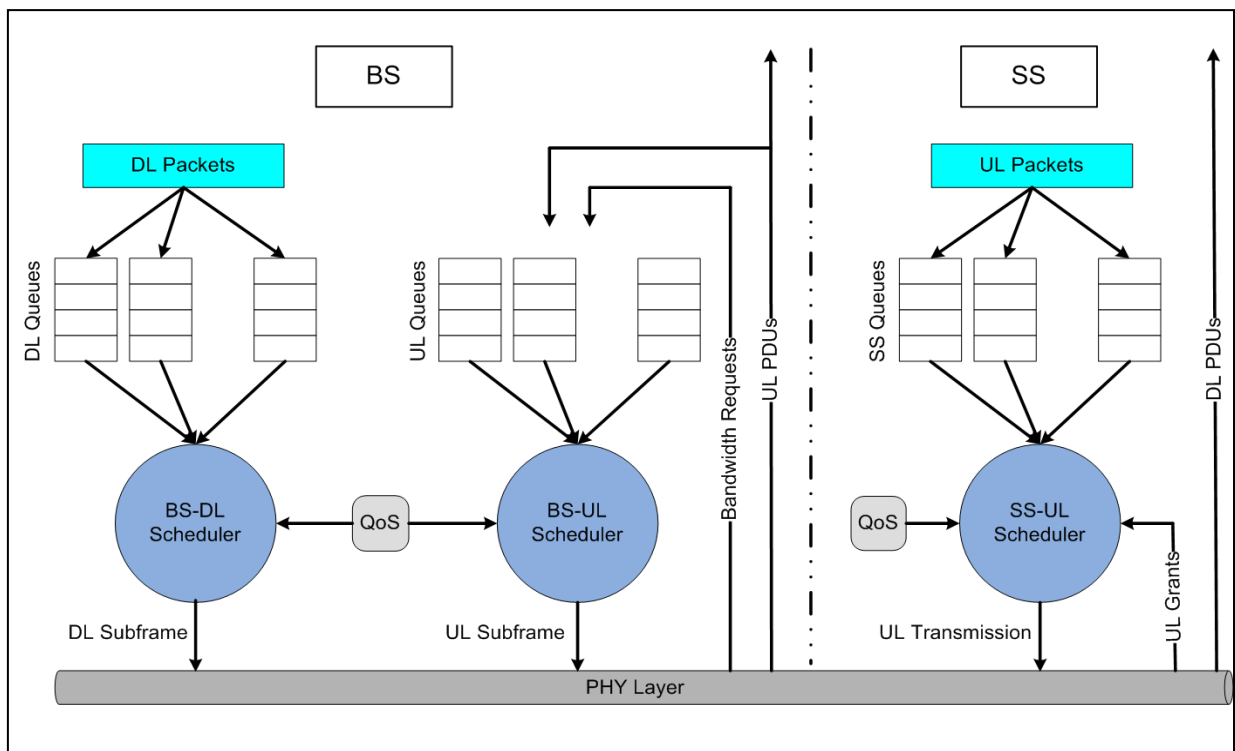 BS
SS
DL Packets
UL Packets
DL Queues
UL Queues
Bandwidth Requests
UL PDUs
SS Queues
DL PDUs
BS-DL
Scheduler
QoS
BS-UL
Scheduler
QoS
SS-UL
Scheduler
UL Grants
DL Subframe
UL Subframe
UL Transmission
PHY Layer